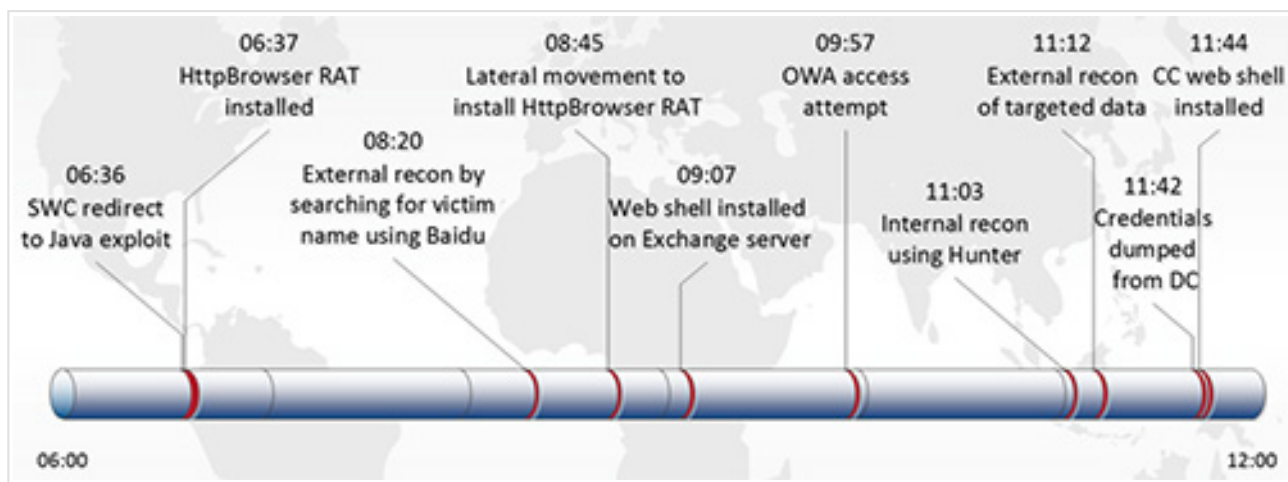 06:37
HttpBrowser RAT
installed
08:45
Lateral movement to
install HttpBrowser RAT
09:57
OWA access
attempt
11:12
External recon
of targeted data
11:44
CC web shell
installed
06:36
SWC redirect
to Java exploit
08:20
External recon by
searching for victim
name using Baidu
09:07
Web shell installed
on Exchange server
11:03
Internal recon
using Hunter
11:42
Credentials
dumped
from DC
06:00
12:00